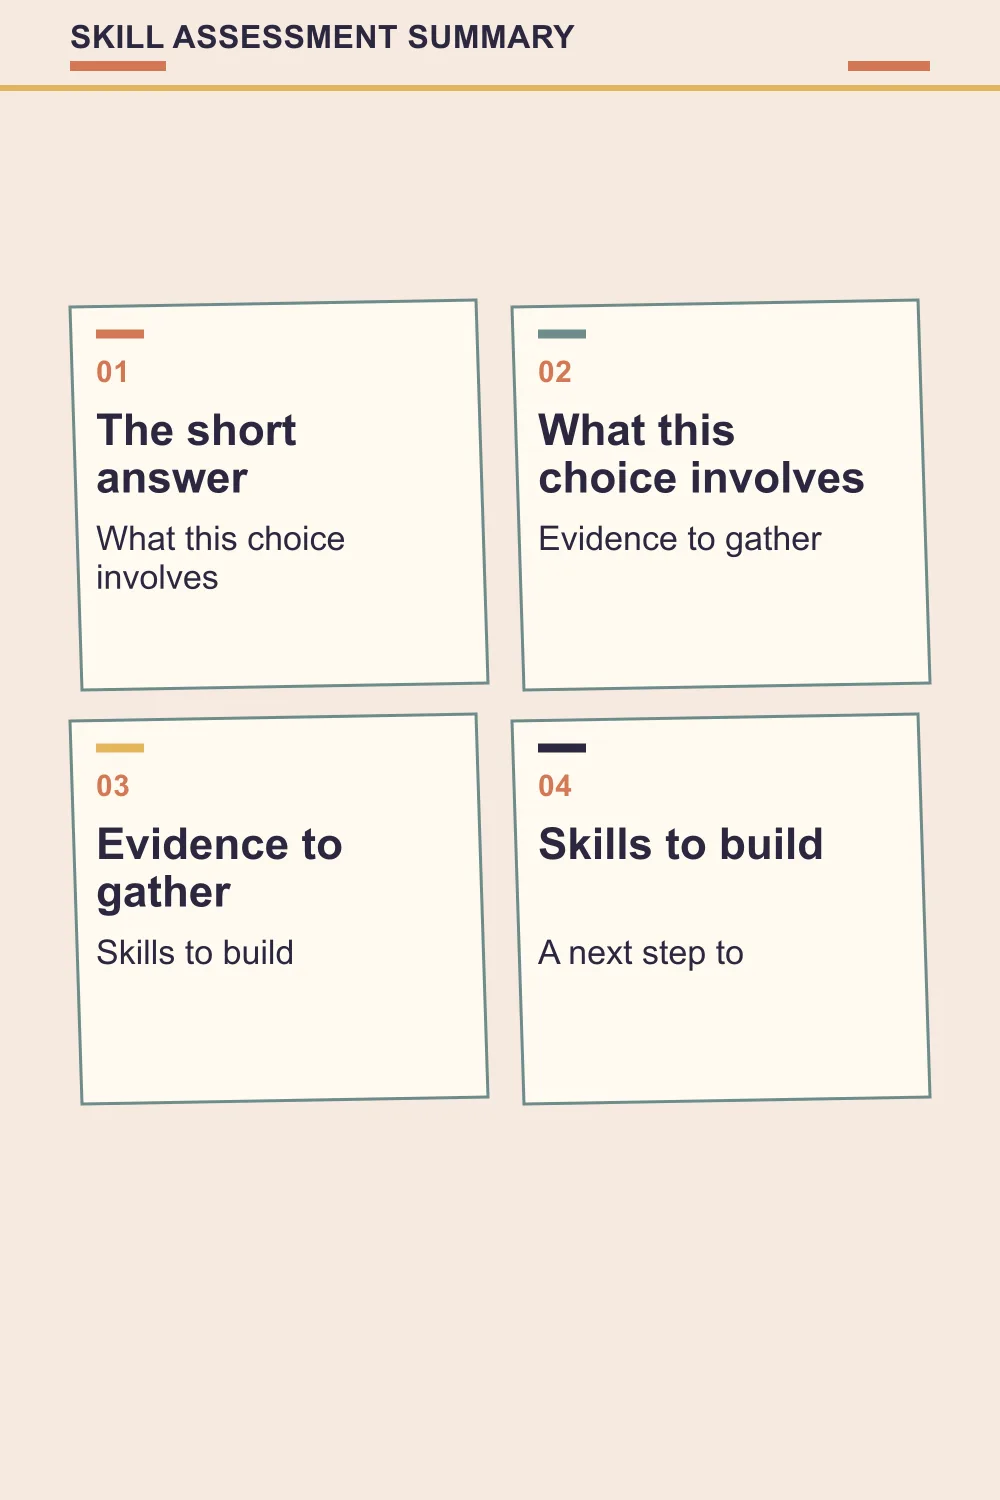 SKILL ASSESSMENT SUMMARY
01
The short
answer
What this choice
involves
02
What this
choice involves
Evidence to gather
03
Evidence to
gather
Skills to build
04
Skills to build
A next step to